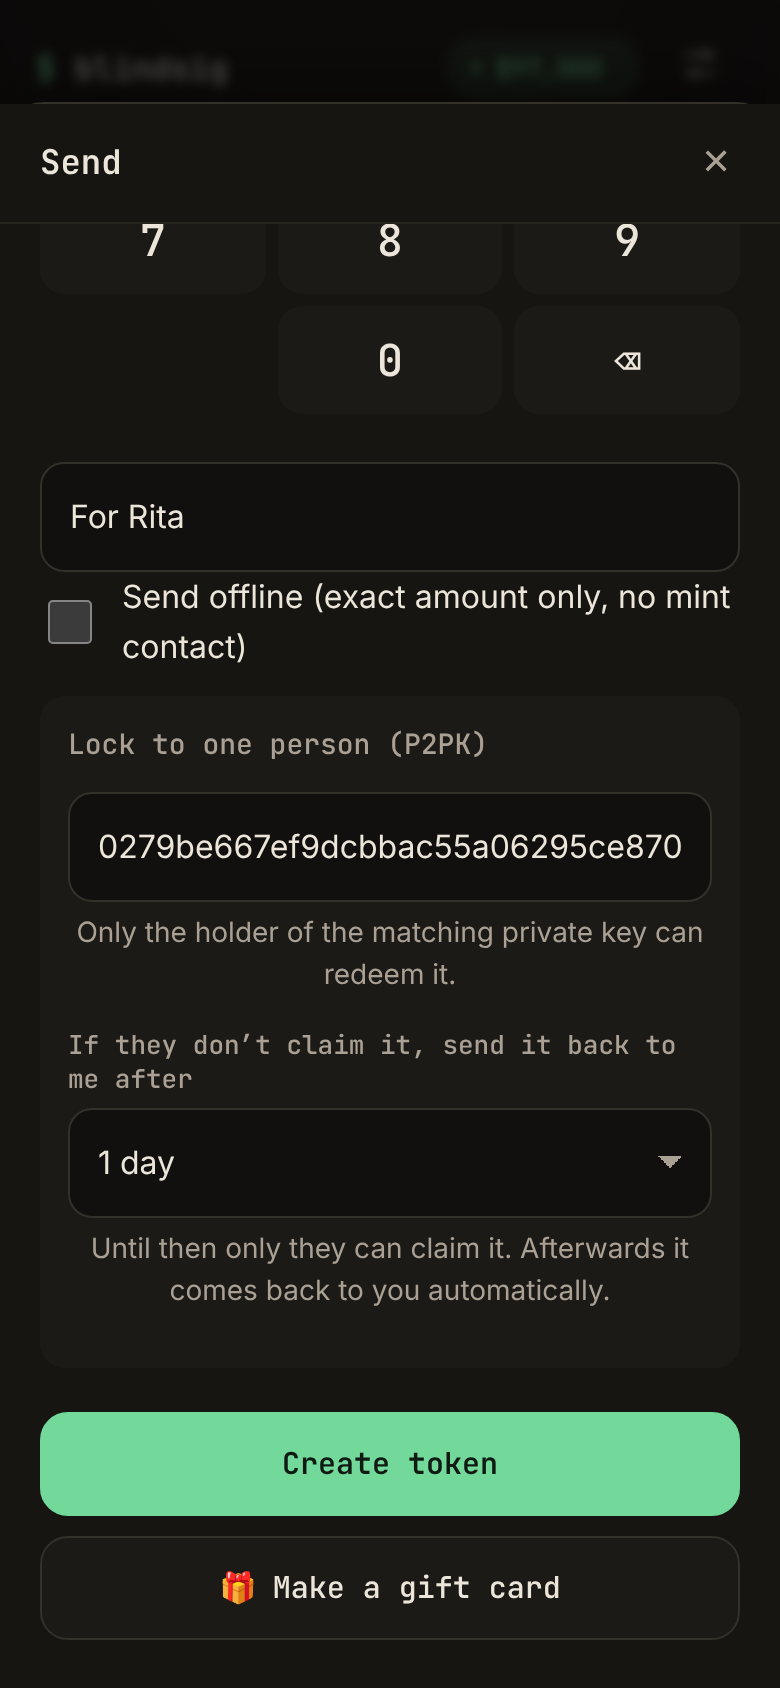 blindsig
Send
7 8 9
0
For Rita
Send offline (exact amount only, no mint
contact)
Lock to one person (P2PK)
0279be667ef9dcbbac55a06295ce870
Only the holder of the matching private key can
redeem it.
If they don’t claim it, send it back to
me after
1 day
Until then only they can claim it. Afterwards it
comes back to you automatically.
Create token
Make a gift card